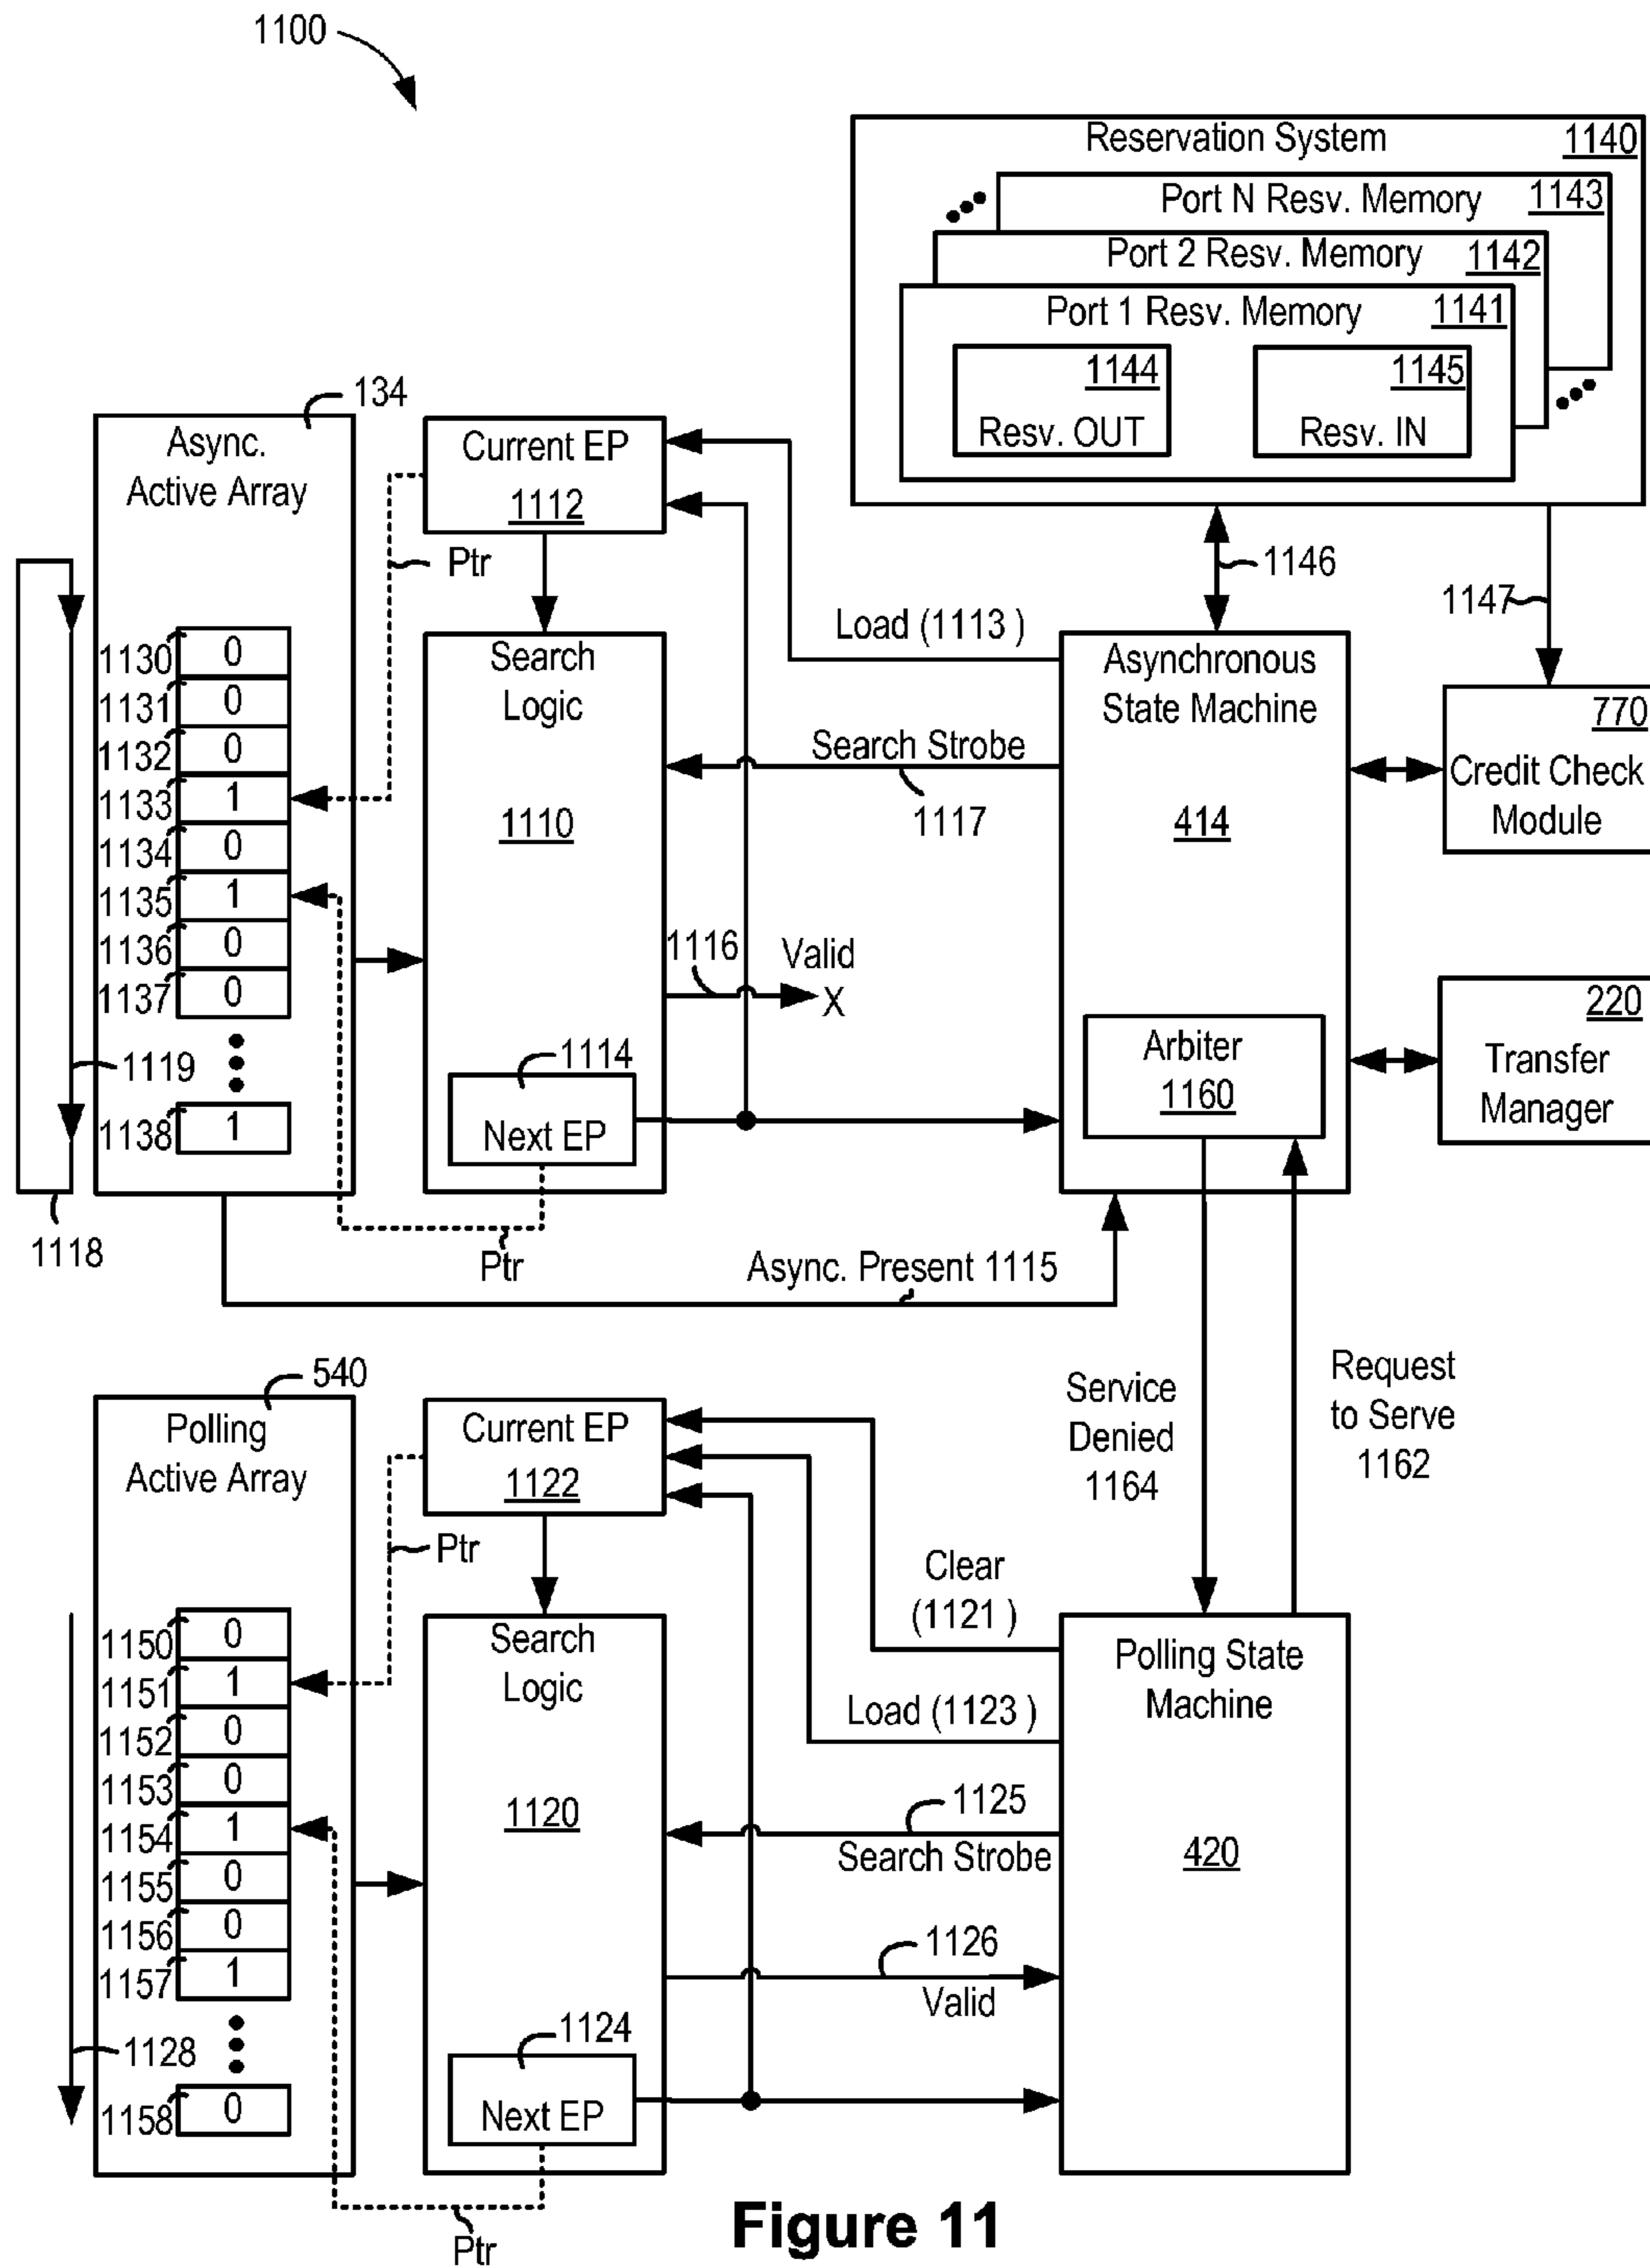 1100
Reservation System 1140
Port N Resv. Memory 1143
Port 2 Resv. Memory 1142
Port 1 Resv. Memory 1141
1144
Resv. OUT
1145
Resv. IN
134
Async.
Active Array
1130 0
1131 0
1132 0
1133 1
1134 0
1135 1
1136 0
1137 0
1138 1
1119
1118
Current EP
1112
Ptr
Search
Logic
1110
1114
Next EP
Ptr
Load (1113 )
Search Strobe
1117
1116
Valid
X
Async. Present 1115
1146
1147
Asynchronous
State Machine
414
Arbiter
1160
770
Credit Check
Module
220
Transfer
Manager
Service
Denied
1164
Request
to Serve
1162
540
Polling
Active Array
1150 0
1151 1
1152 0
1153 0
1154 1
1155 0
1156 0
1157 1
1158 0
1128
Current EP
1122
Ptr
Search
Logic
1120
1124
Next EP
Ptr
Clear
(1121 )
Load (1123 )
1125
Search Strobe
1126
Valid
Polling State
Machine
420
Figure 11